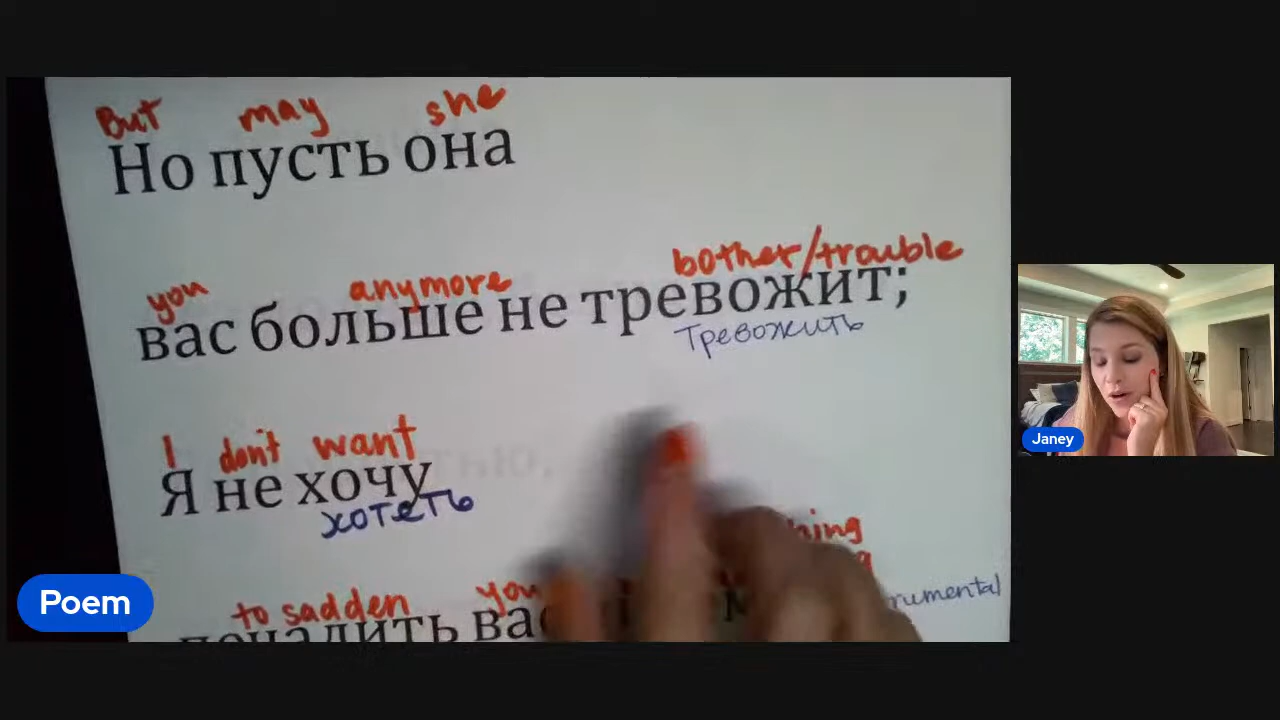 But may she
Но пусть она
you anymore bother/trouble
вас больше не тревожит;
Тревожить
I don't want
Я не хочу
хотеть
to sadden you
вас
Janey
Poem